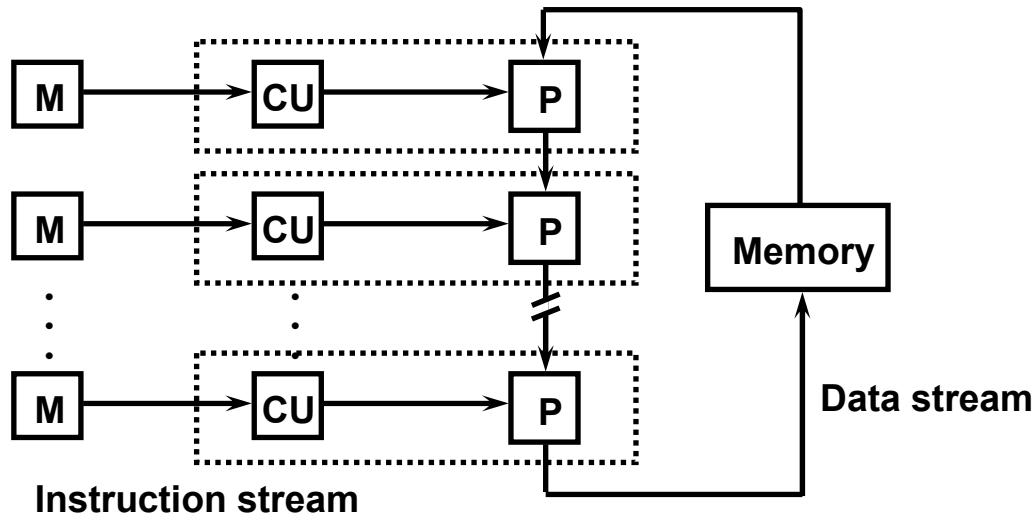 M CU P
M CU P
Memory
M CU P
Data stream
Instruction stream